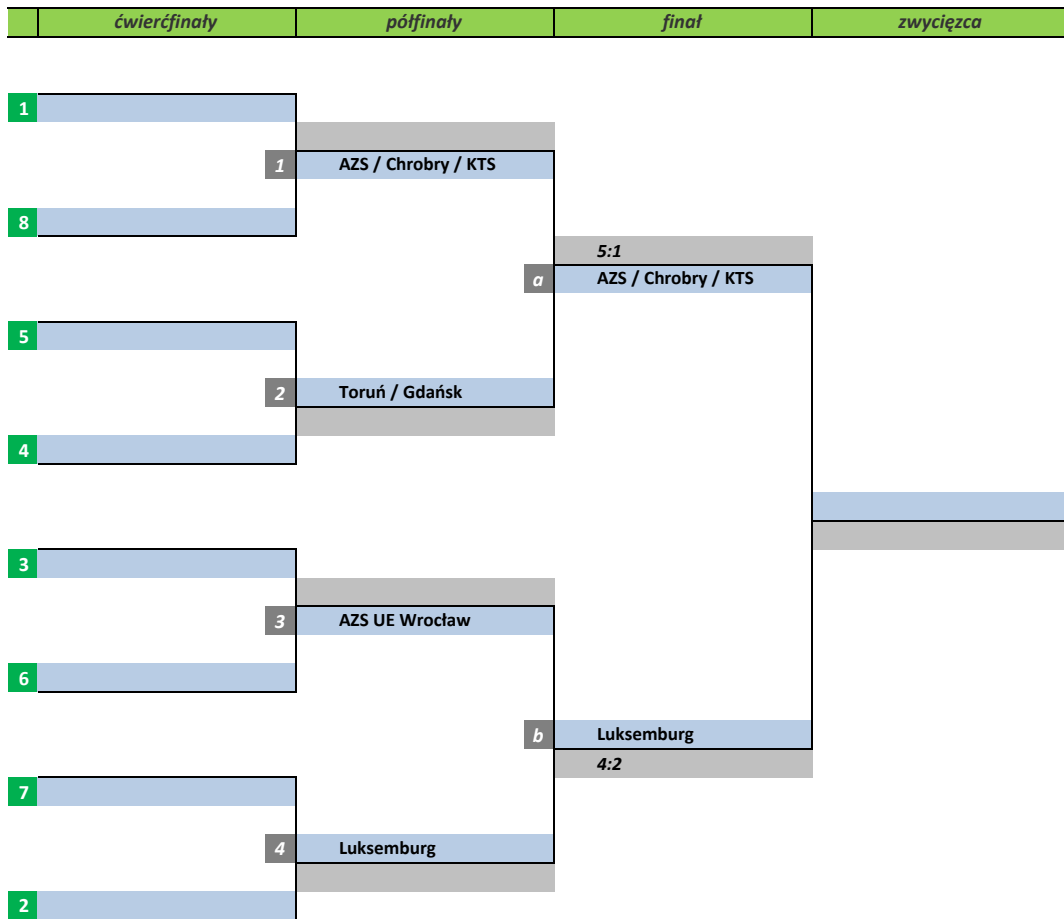 ćwierćfinały półfinały finał zwycięzca
1
1 AZS / Chrobry / KTS
8
5:1
a AZS / Chrobry / KTS
5
2 Toruń / Gdańsk
4
3
3 AZS UE Wrocław
6
b Luksemburg
4:2
7
4 Luksemburg
2